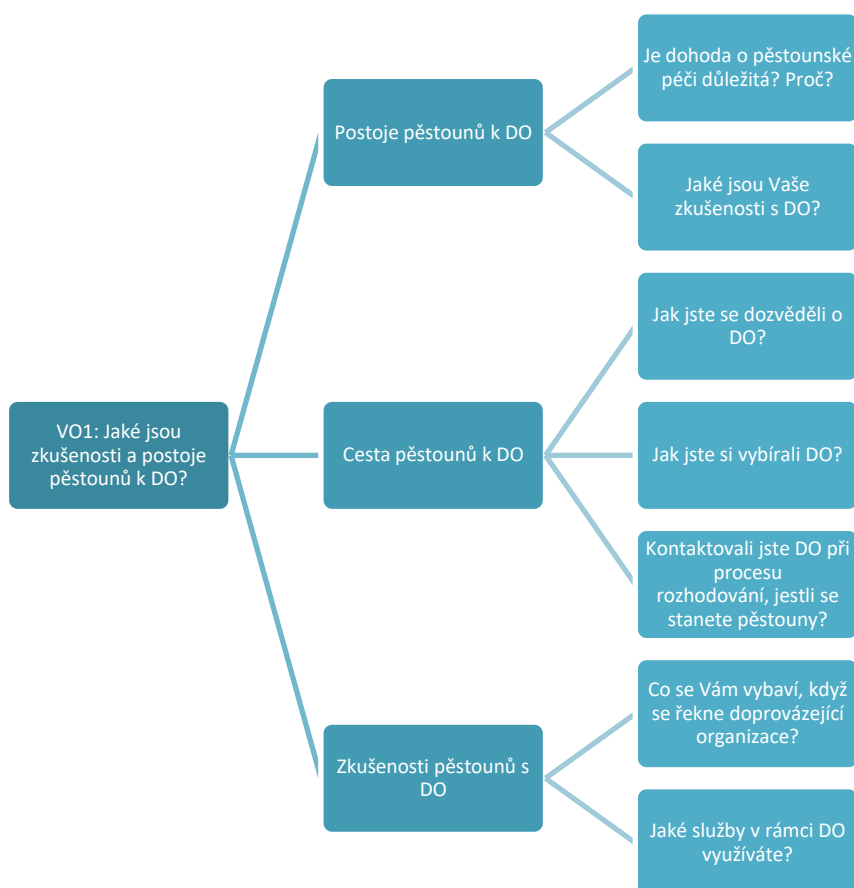 VO1: Jaké jsou
zkušenosti a postoje
pěstounů k DO?
Postoje pěstounů k DO
Je dohoda o pěstounské
péči důležitá? Proč?
Jaké jsou Vaše
zkušenosti s DO?
Cesta pěstounů k DO
Jak jste se dozvěděli o
DO?
Jak jste si vybírali DO?
Kontaktovali jste DO při
procesu
rozhodování, jestli se
stanete pěstouny?
Zkušenosti pěstounů s
DO
Co se Vám vybaví, když
se řekne doprovázející
organizace?
Jaké služby v rámci DO
využíváte?